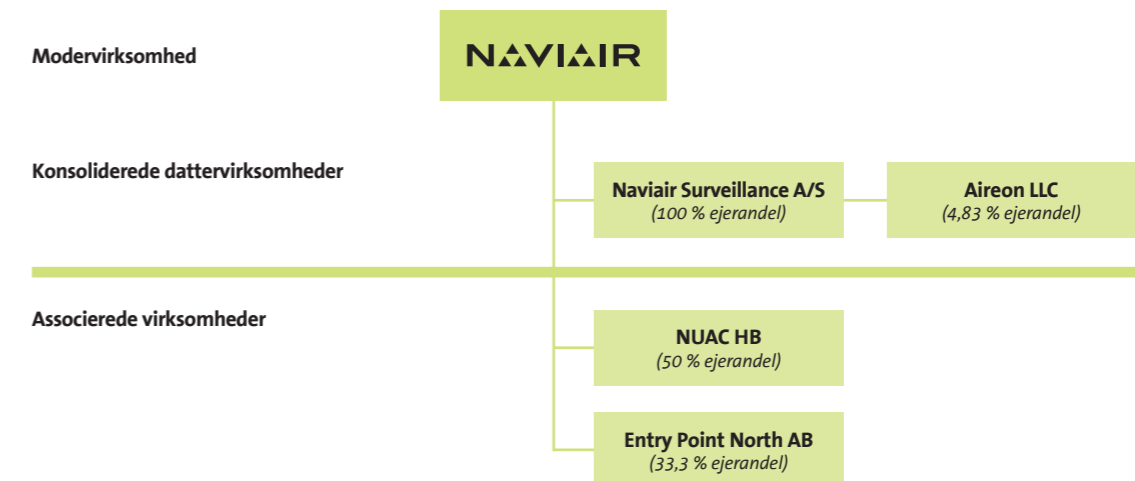 Modervirksomhed
NAVIAIR
Konsoliderede dattervirksomheder
Naviair Surveillance A/S
(100 % ejerandel)
Aireon LLC
(4,83 % ejerandel)
Associerede virksomheder
NUAC HB
(50 % ejerandel)
Entry Point North AB
(33,3 % ejerandel)